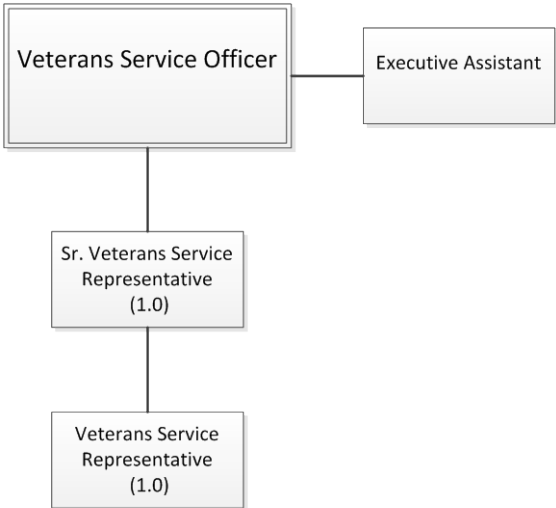 Veterans Service Officer
Executive Assistant
Sr. Veterans Service
Representative
(1.0)
Veterans Service
Representative
(1.0)